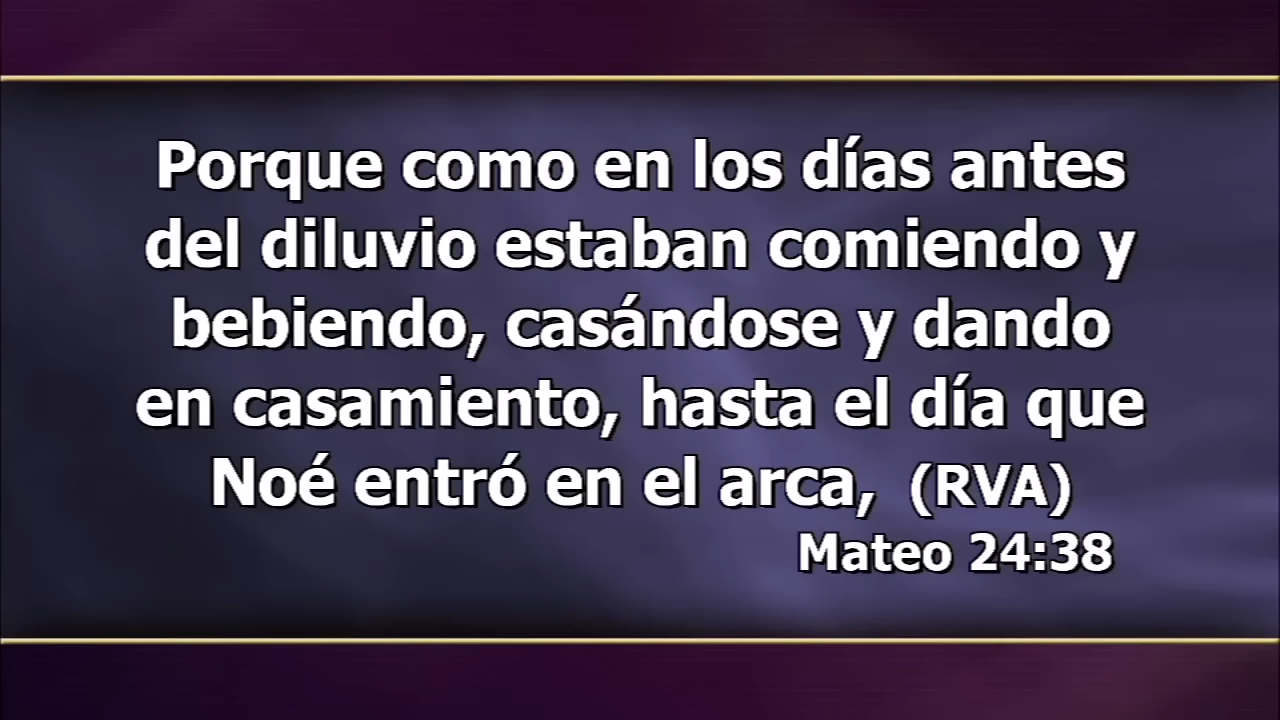 Porque como en los días antes
del diluvio estaban comiendo y
bebiendo, casándose y dando
en casamiento, hasta el día que
Noé entró en el arca, (RVA)
Mateo 24:38